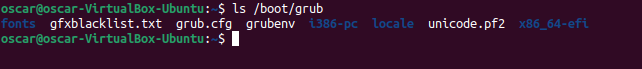 oscar@oscar-VirtualBox-Ubuntu:~$ ls /boot/grub
fonts gfxblacklist.txt grub.cfg grubenv i386-pc locale unicode.pf2 x86_64-efi
oscar@oscar-VirtualBox-Ubuntu:~$